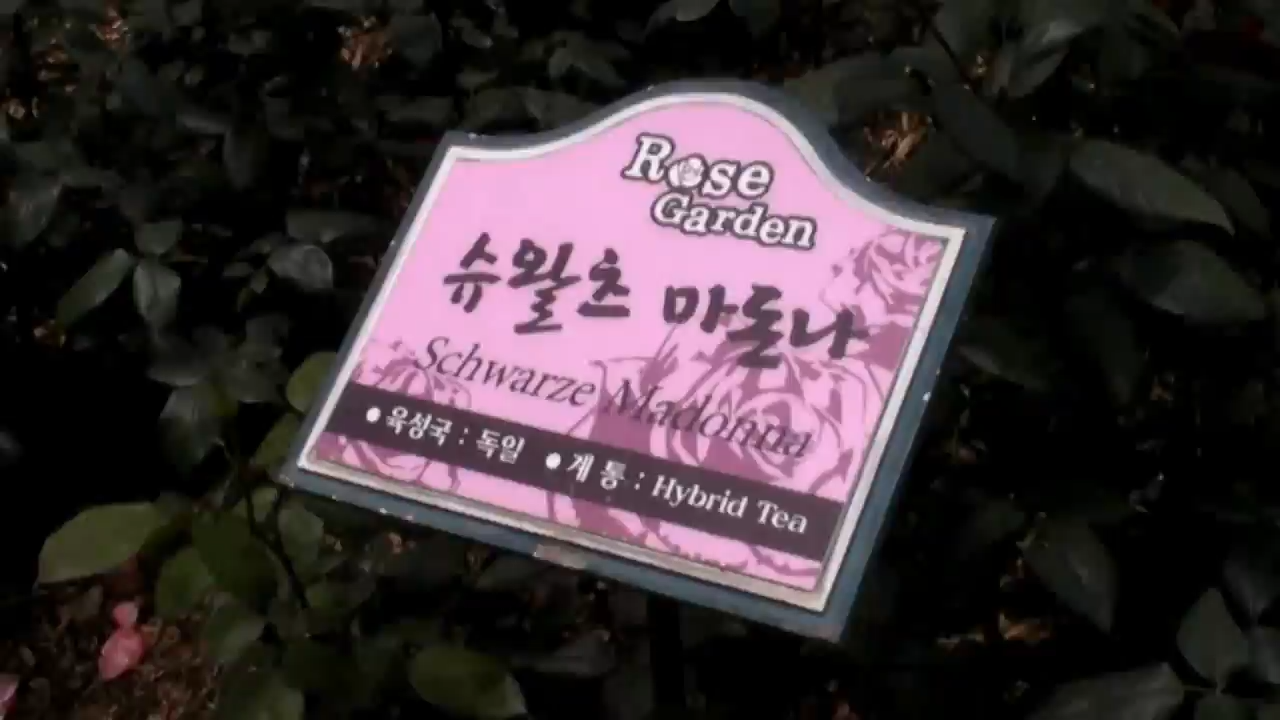 Rose
Garden
슈왈츠 마돈나
Schwarze Madonna
● 육성국 : 독일 ● 계 통 : Hybrid Tea